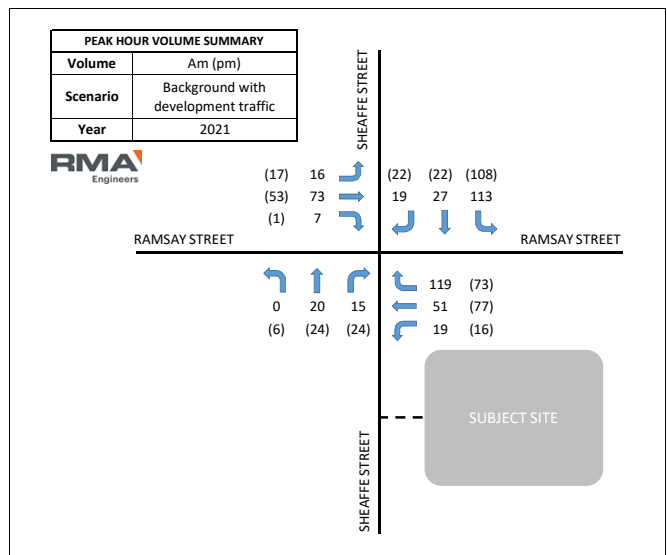 PEAK HOUR VOLUME SUMMARY
Volume Am (pm)
Scenario Background with
development traffic
Year 2021
RMA
Engineers
SHEAFFE STREET
(17) 16
(53) 73
(1) 7
(22) (22) (108)
19 27 113
RAMSAY STREET
RAMSAY STREET
0 20 15
(6) (24) (24)
119 (73)
51 (77)
19 (16)
SUBJECT SITE
SHEAFFE STREET